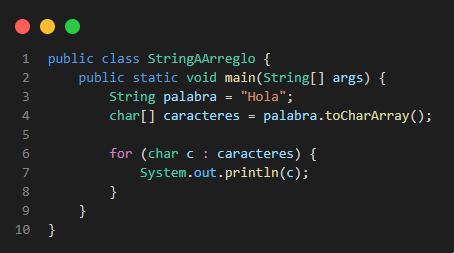 1 public class StringAArreglo {
2     public static void main(String[] args) {
3         String palabra = "Hola";
4         char[] caracteres = palabra.toCharArray();
5
6         for (char c : caracteres) {
7             System.out.println(c);
8         }
9     }
10 }